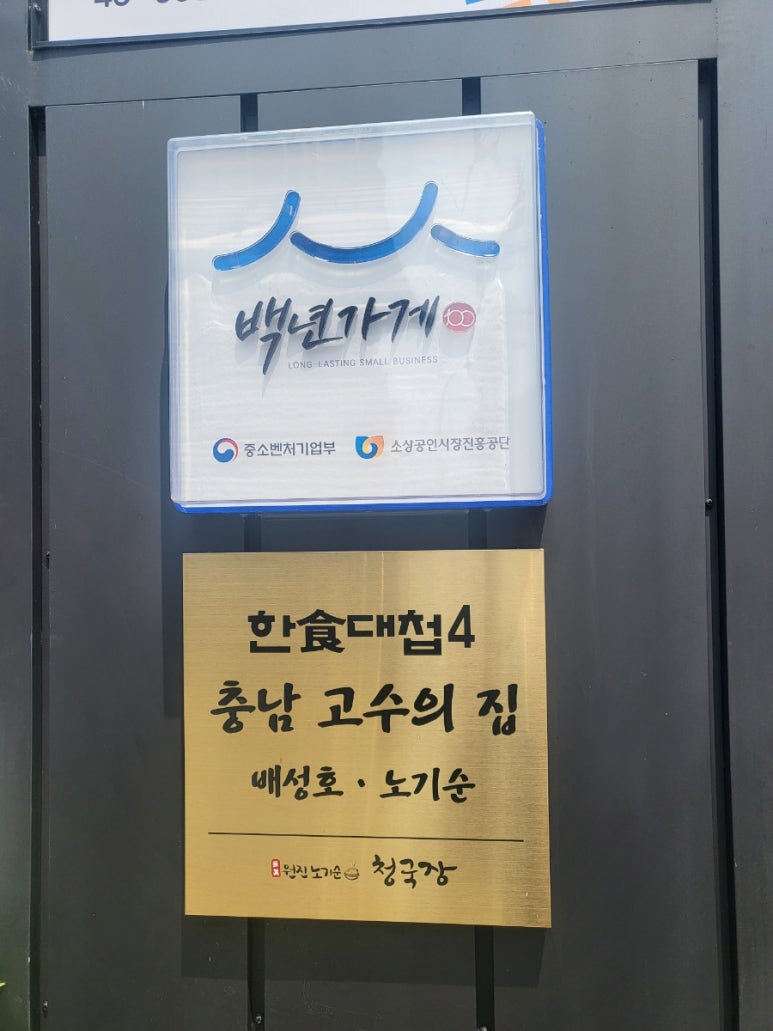 백년가게 100
LONG-LASTING SMALL BUSINESS
중소벤처기업부 소상공인시장진흥공단
한食대첩4
충남 고수의 집
배성호 · 노기순
원진노기순 청국장